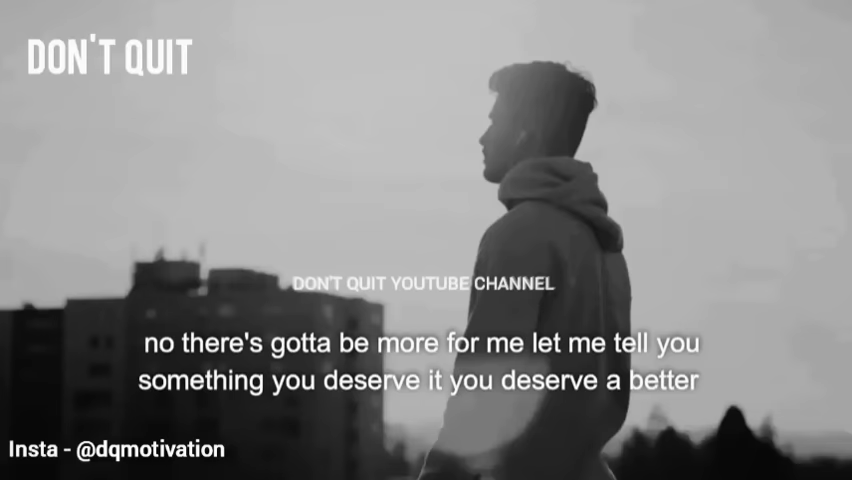 DON'T QUIT
DON'T QUIT YOUTUBE CHANNEL
no there's gotta be more for me let me tell you
something you deserve it you deserve a better
Insta - @dqmotivation